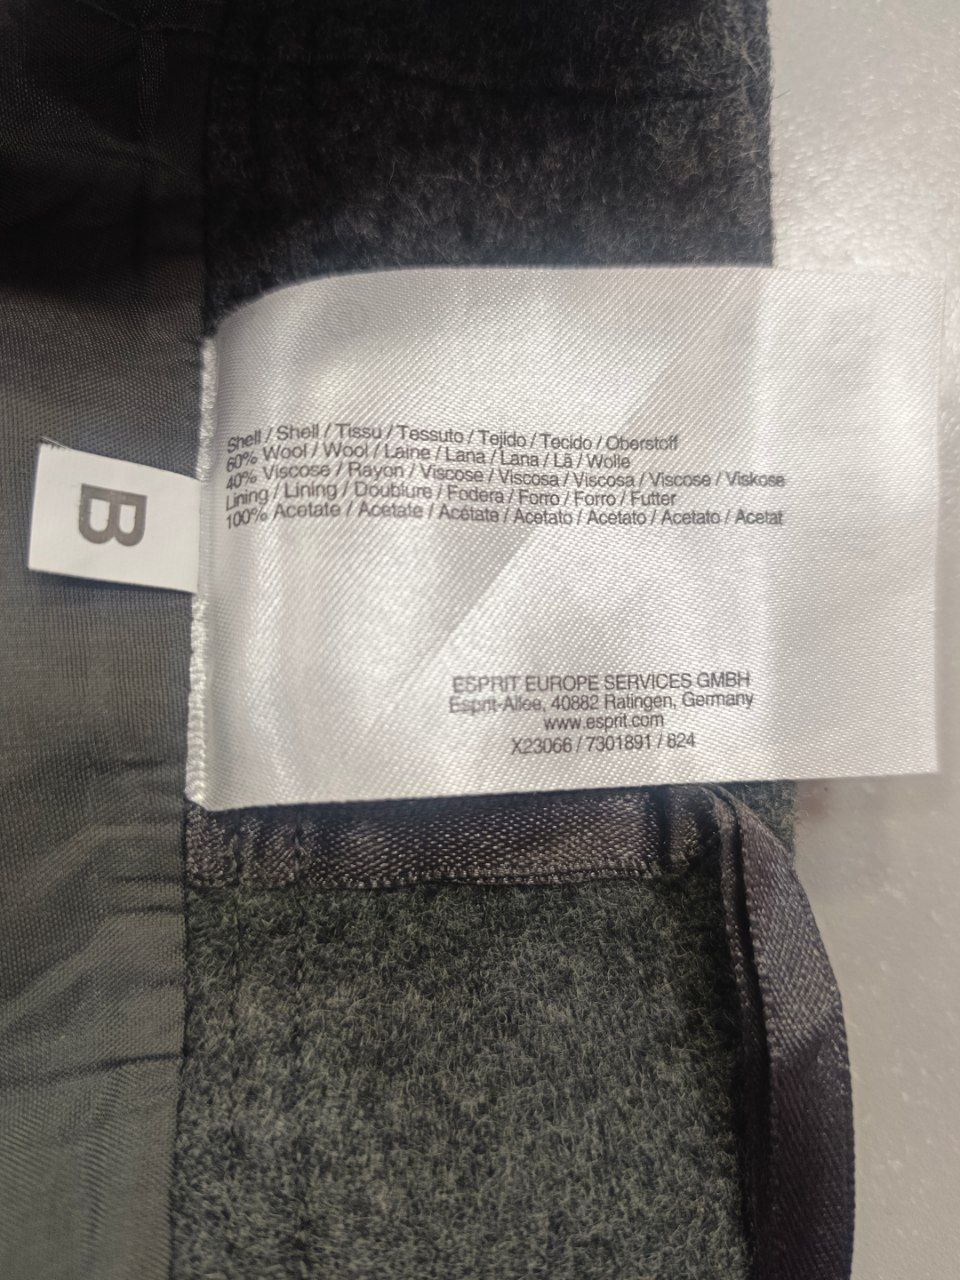 Shell / Shell / Tissu / Tessuto / Tejido / Tecido / Oberstoff
60% Wool / Wool / Laine / Lana / Lana / Lã / Wolle
40% Viscose / Rayon / Viscose / Viscosa / Viscosa / Viscose / Viskose
Lining / Lining / Doublure / Fodera / Forro / Forro / Futter
100% Acetate / Acetate / Acétate / Acetato / Acetato / Acetato / Acetat
B
ESPRIT EUROPE SERVICES GMBH
Esprit-Allee, 40882 Ratingen, Germany
www.esprit.com
X23066 / 7301891 / 824